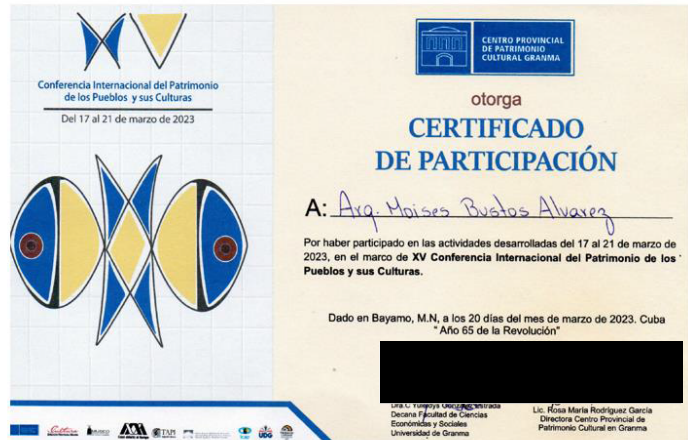 XV
Conferencia Internacional del Patrimonio
de los Pueblos y sus Culturas
Del 17 al 21 de marzo de 2023
CENTRO PROVINCIAL
DE PATRIMONIO
CULTURAL GRANMA
otorga
CERTIFICADO
DE PARTICIPACIÓN
A: Arq. Moises Bustos Alvarez
Por haber participado en las actividades desarrolladas del 17 al 21 de marzo de
2023, en el marco de XV Conferencia Internacional del Patrimonio de los
Pueblos y sus Culturas.
Dado en Bayamo, M.N, a los 20 días del mes de marzo de 2023. Cuba
"Año 65 de la Revolución"
Estrada
Decana Facultad de Ciencias
Económicas y Sociales
Universidad de Granma
Lic. Rosa María Rodríguez García
Directora Centro Provincial de
Patrimonio Cultural en Granma
Cultura
TAPI
UDG